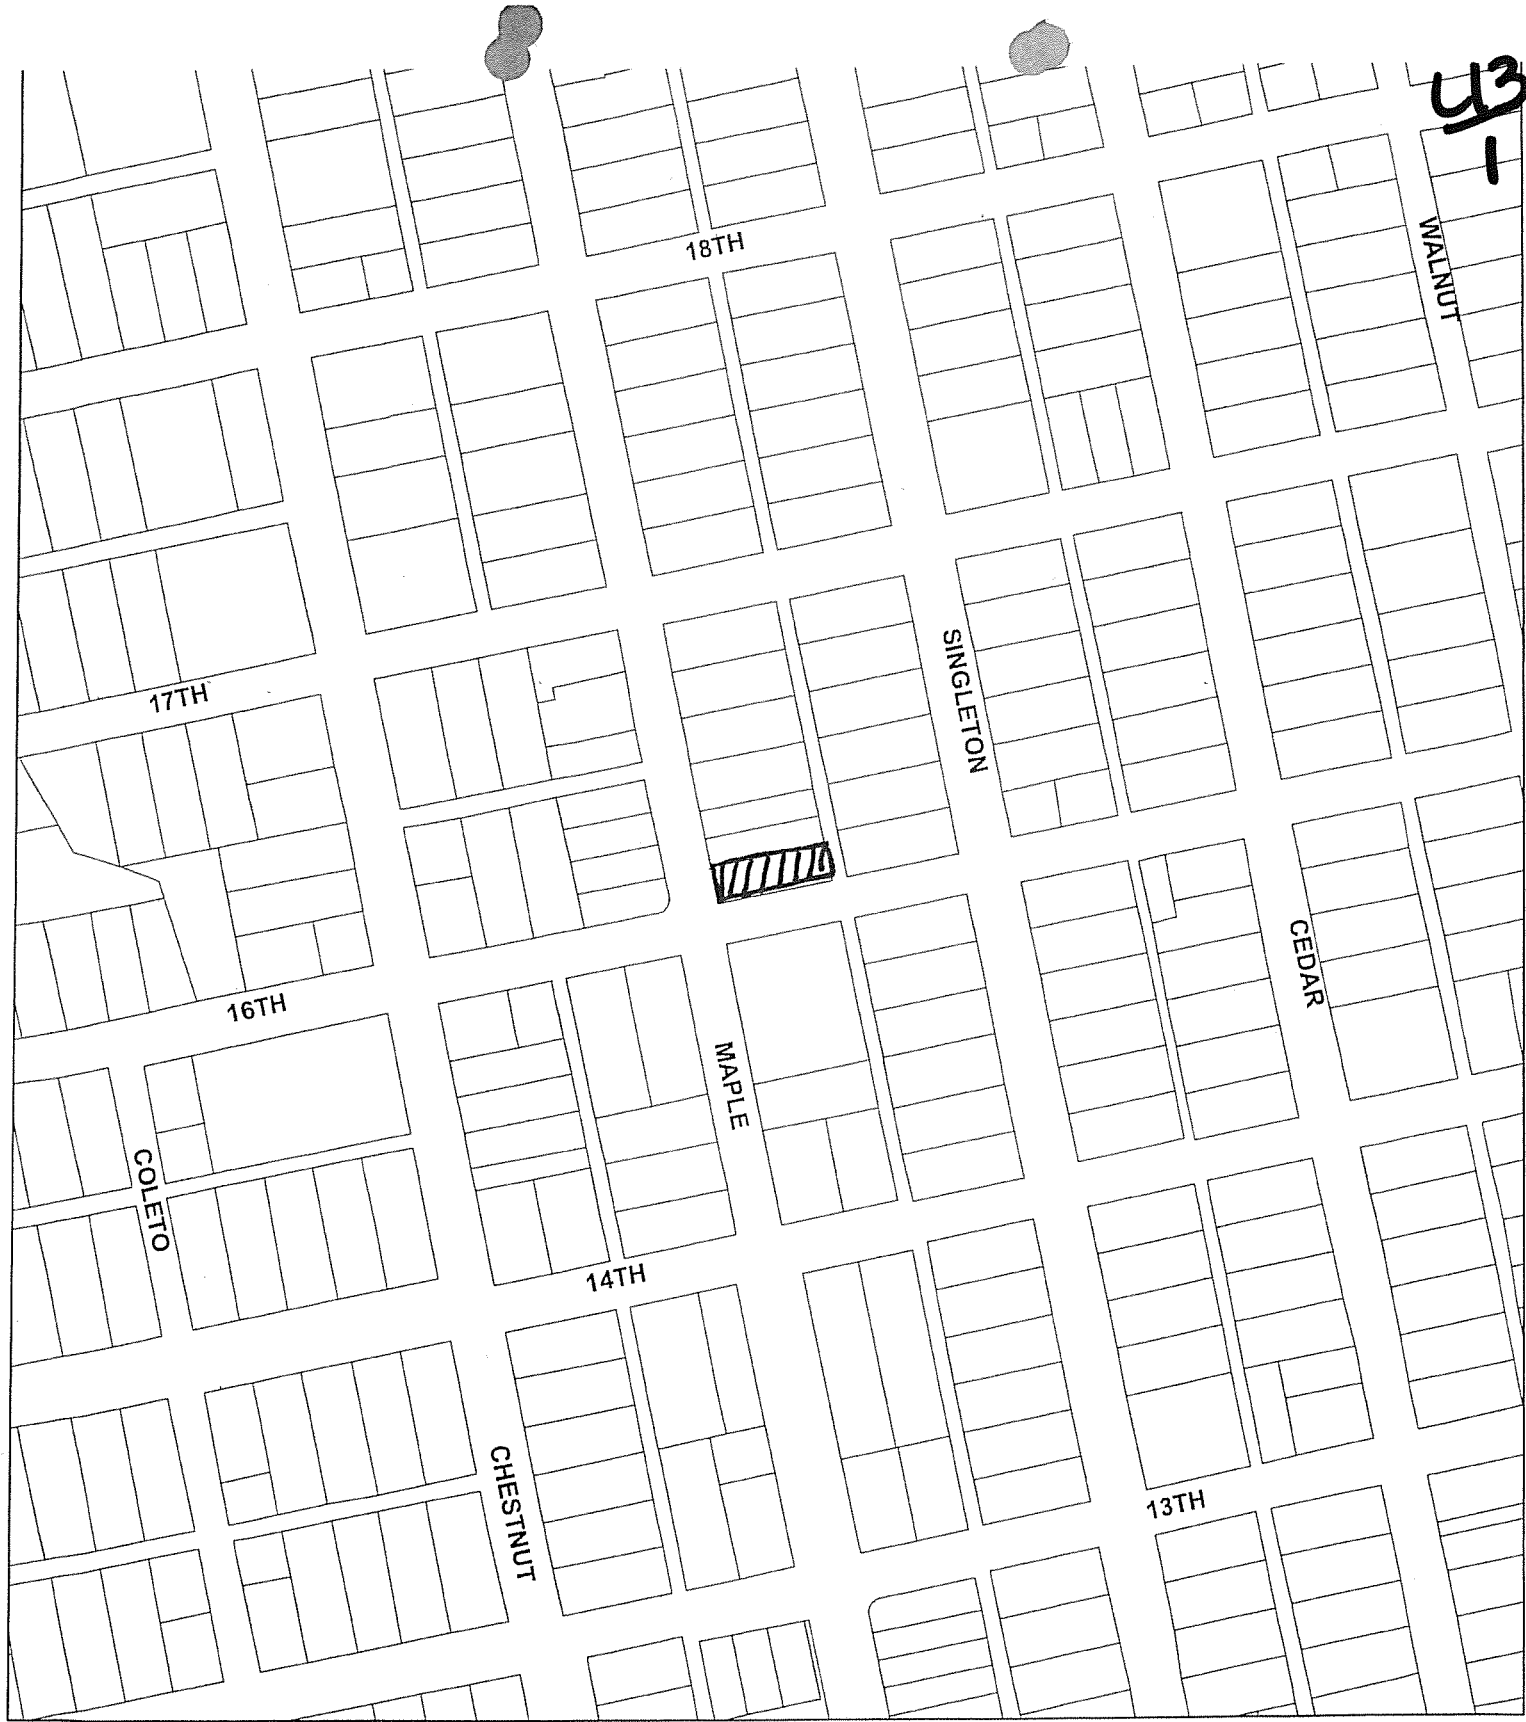 43
1
18TH
WALNUT
SINGLETON
17TH
CEDAR
16TH
MAPLE
COLETO
14TH
CHESTNUT
13TH